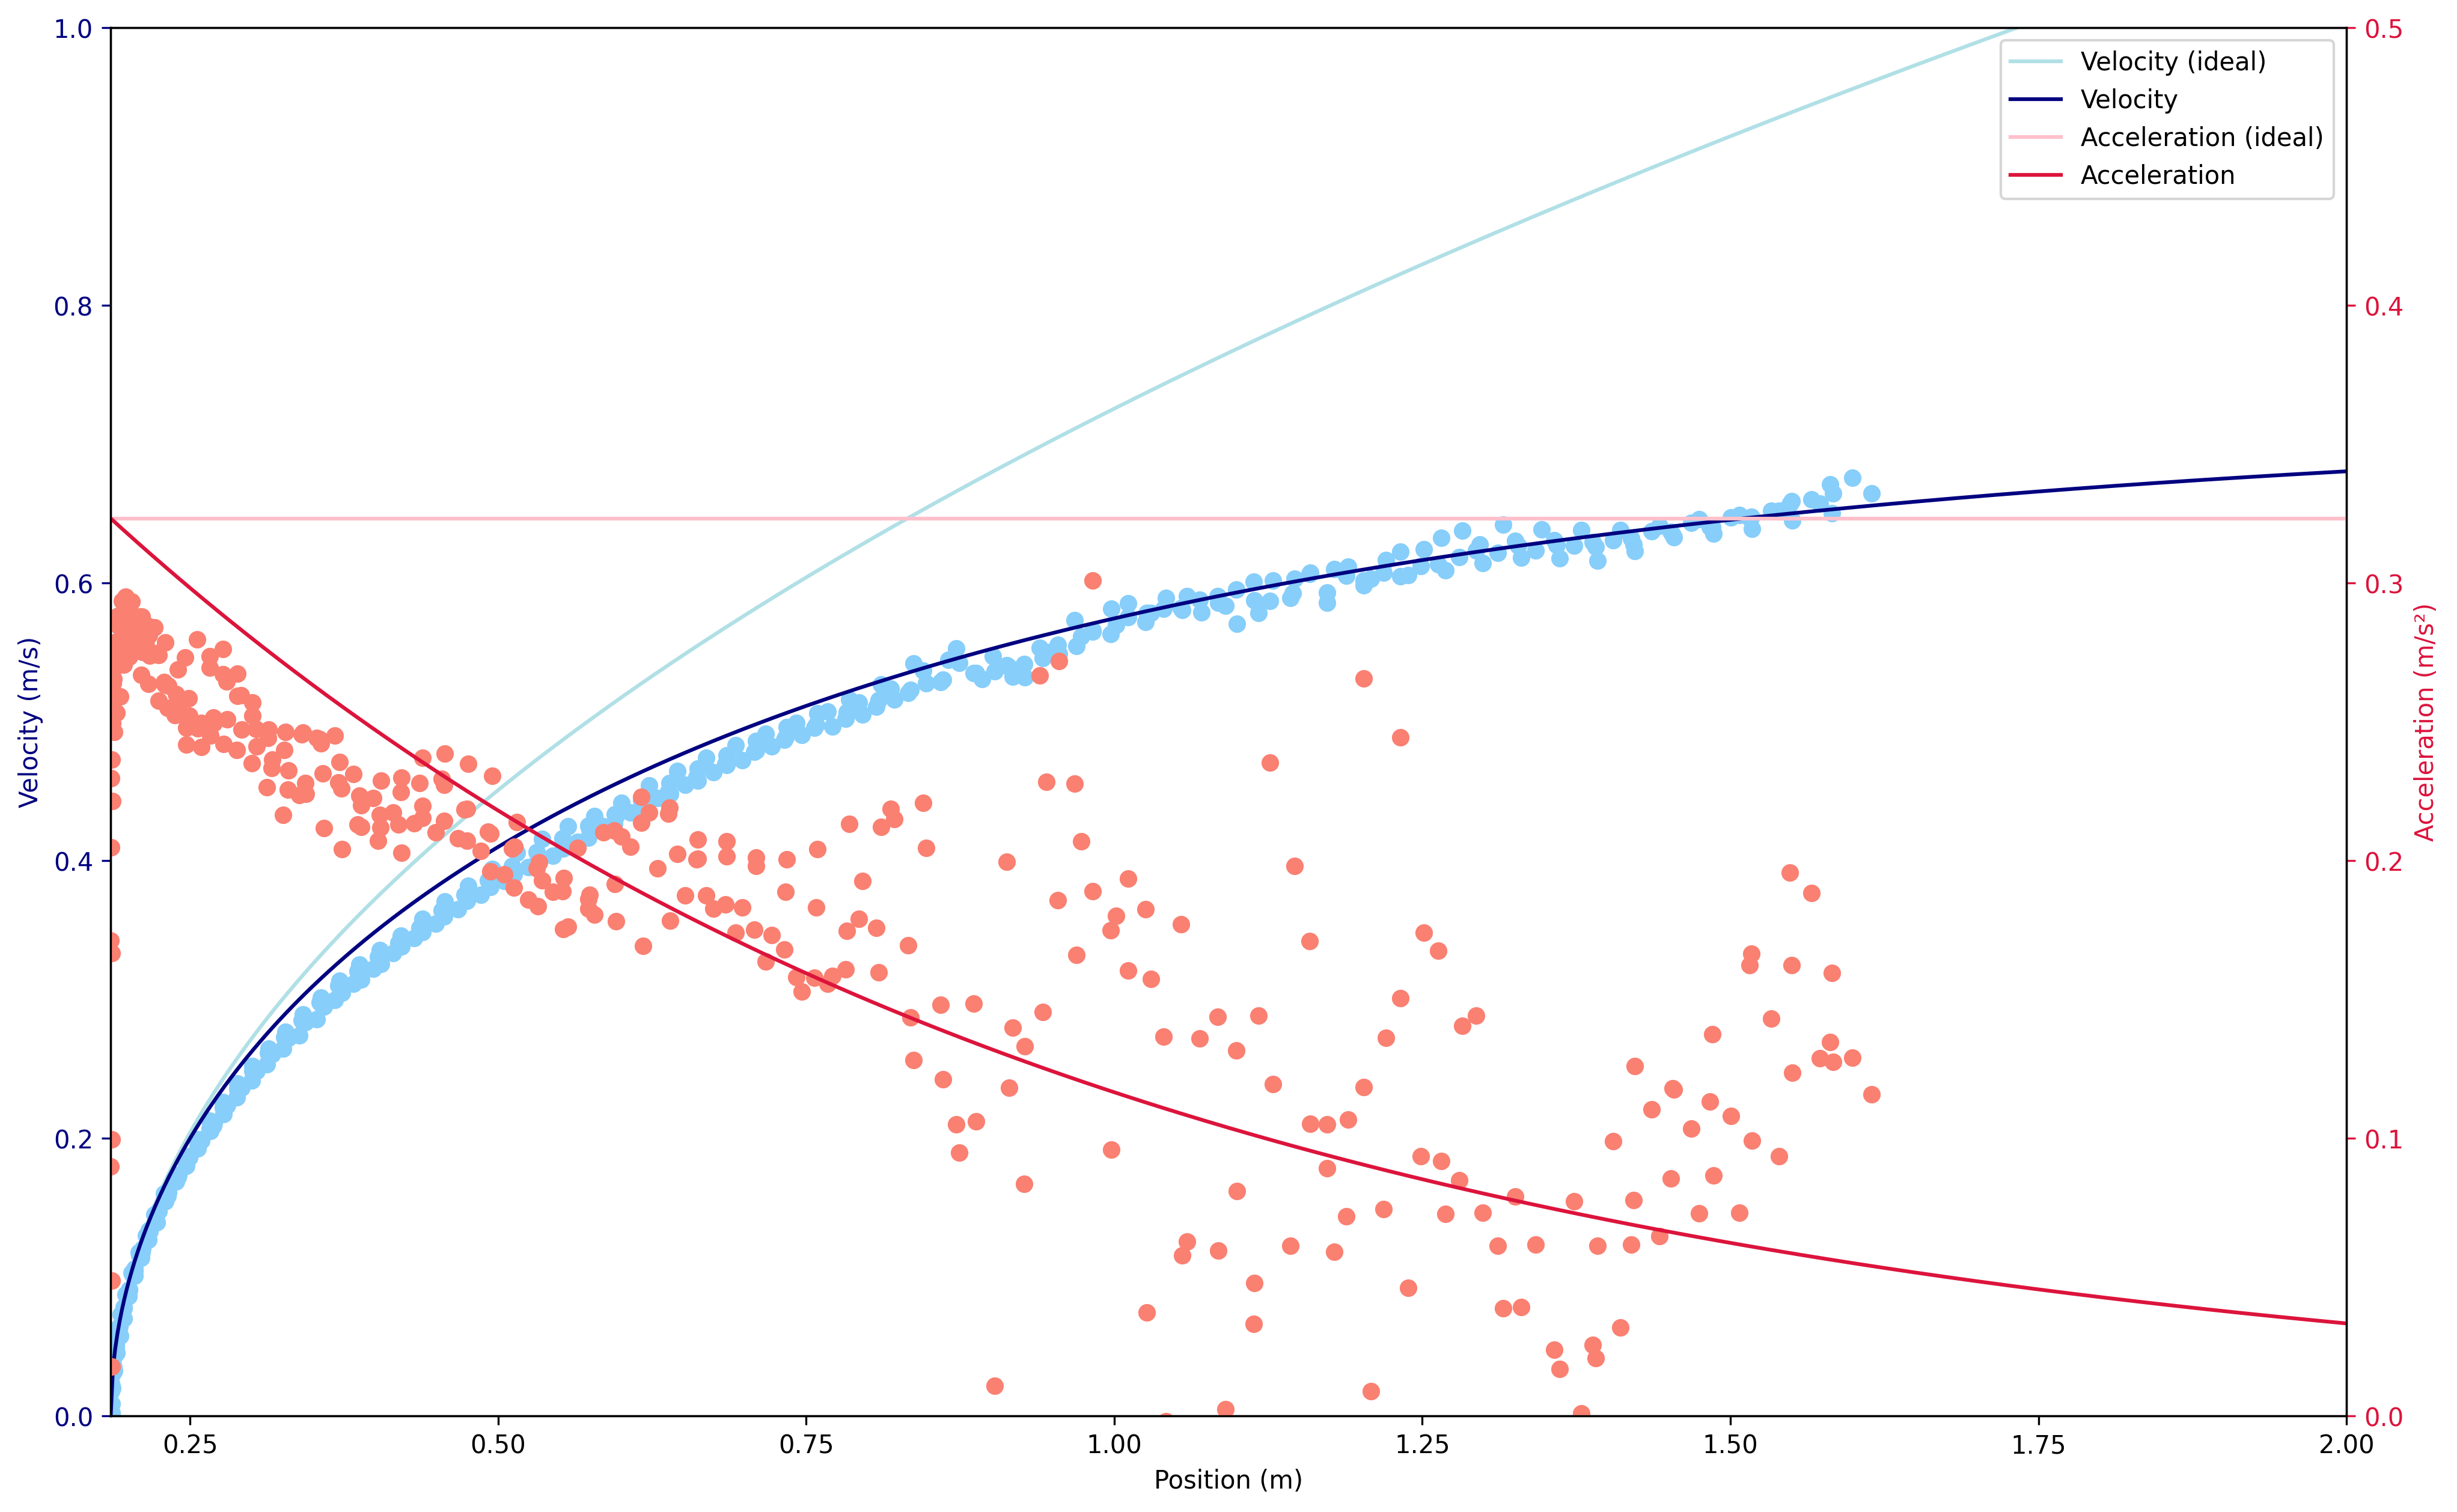 1.0
0.8
0.6
0.4
0.2
0.0
Velocity (m/s)
0.25
0.50
0.75
1.00
1.25
1.50
1.75
2.00
Position (m)
0.5
0.4
0.3
0.2
0.1
0.0
Acceleration (m/s²)
Velocity (ideal)
Velocity
Acceleration (ideal)
Acceleration